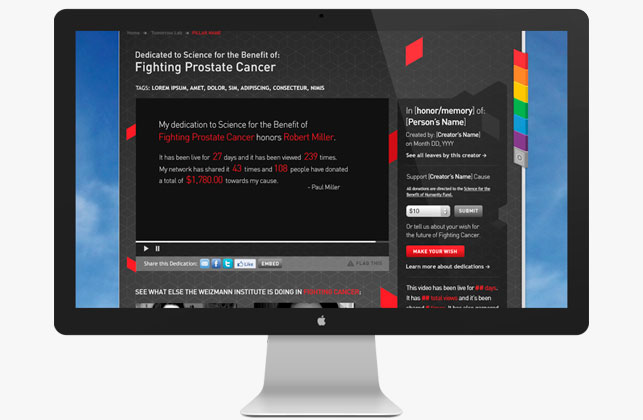 Home → Tomorrow Lab → PILLAR NAME
Dedicated to Science for the Benefit of:
Fighting Prostate Cancer
TAGS: LOREM IPSUM, AMET, DOLOR, SIM, ADIPISCING, CONSECTEUR, NIMIS
My dedication to Science for the Benefit of
Fighting Prostate Cancer honors Robert Miller.
It has been live for 27 days and it has been viewed 239 times.
My network has shared it 43 times and 108 people have donated
a total of $1,780.00 towards my cause.
- Paul Miller
Share this Dedication:
Like
EMBED
FLAG THIS
SEE WHAT ELSE THE WEIZMANN INSTITUTE IS DOING IN FIGHTING CANCER:
In [honor/memory] of:
[Person's Name]
Created by: [Creator's Name]
on Month DD, YYYY
See all leaves by this creator →
Support [Creator's Name] Cause
All donations are directed to the Science for the
Benefit of Humanity Fund.
$10
SUBMIT
Or tell us about your wish for
the future of Fighting Cancer.
MAKE YOUR WISH
Learn more about dedications →
This video has been live for ## days.
It has ## total views and it's been
shared # times. It has also